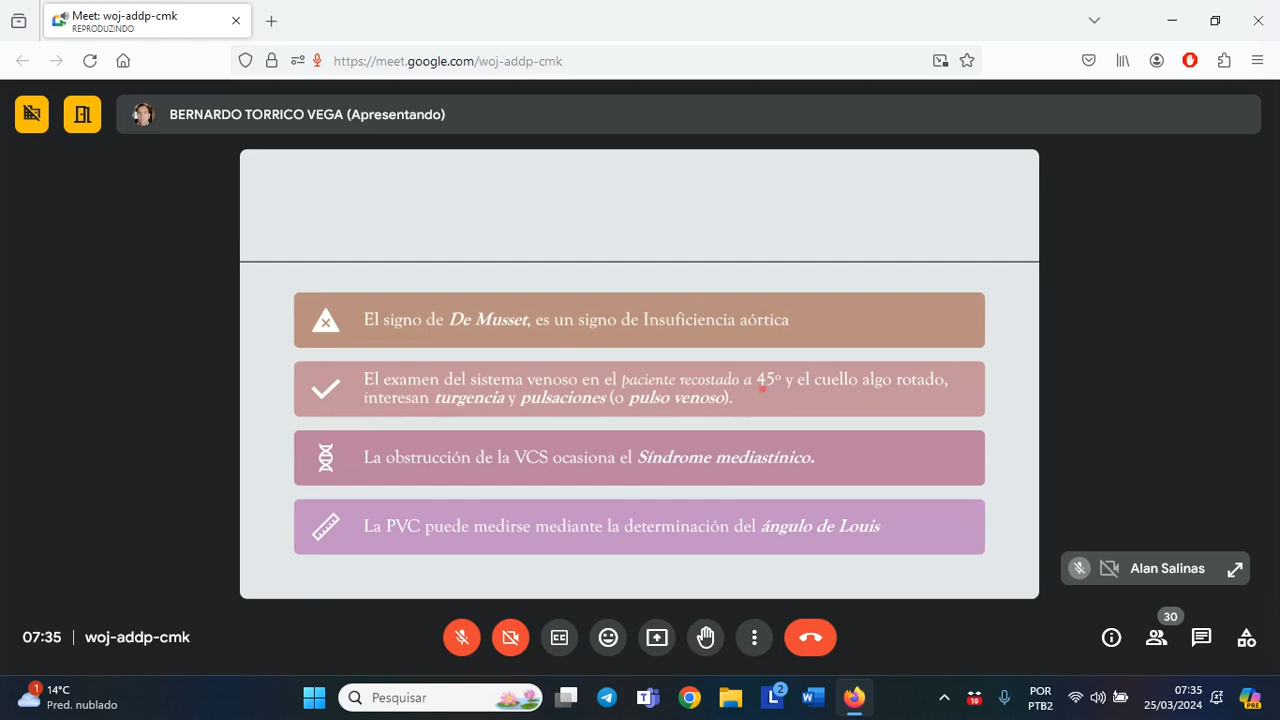 Meet: woj-addp-cmk
REPRODUZINDO
https://meet.google.com/woj-addp-cmk
BERNARDO TORRICO VEGA (Apresentando)
El signo de De Musset, es un signo de Insuficiencia aórtica
El examen del sistema venoso en el paciente recostado a 45º y el cuello algo rotado,
interesan turgencia y pulsaciones (o pulso venoso).
La obstrucción de la VCS ocasiona el Síndrome mediastínico.
La PVC puede medirse mediante la determinación del ángulo de Louis
Alan Salinas
30
07:35 | woj-addp-cmk
1
14°C
Pred. nublado
Pesquisar
2
10
POR
PTB2
07:35
25/03/2024
PRE